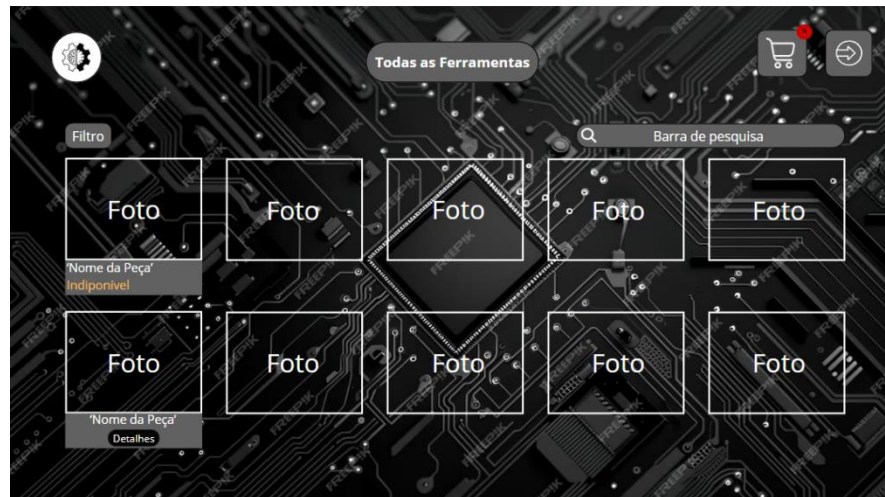 Todas as Ferramentas
Filtro
Barra de pesquisa
Foto
Foto
Foto
Foto
Foto
'Nome da Peça'
Indiponivel
Foto
Foto
Foto
Foto
Foto
'Nome da Peça'
Detalhes
FREEPIK